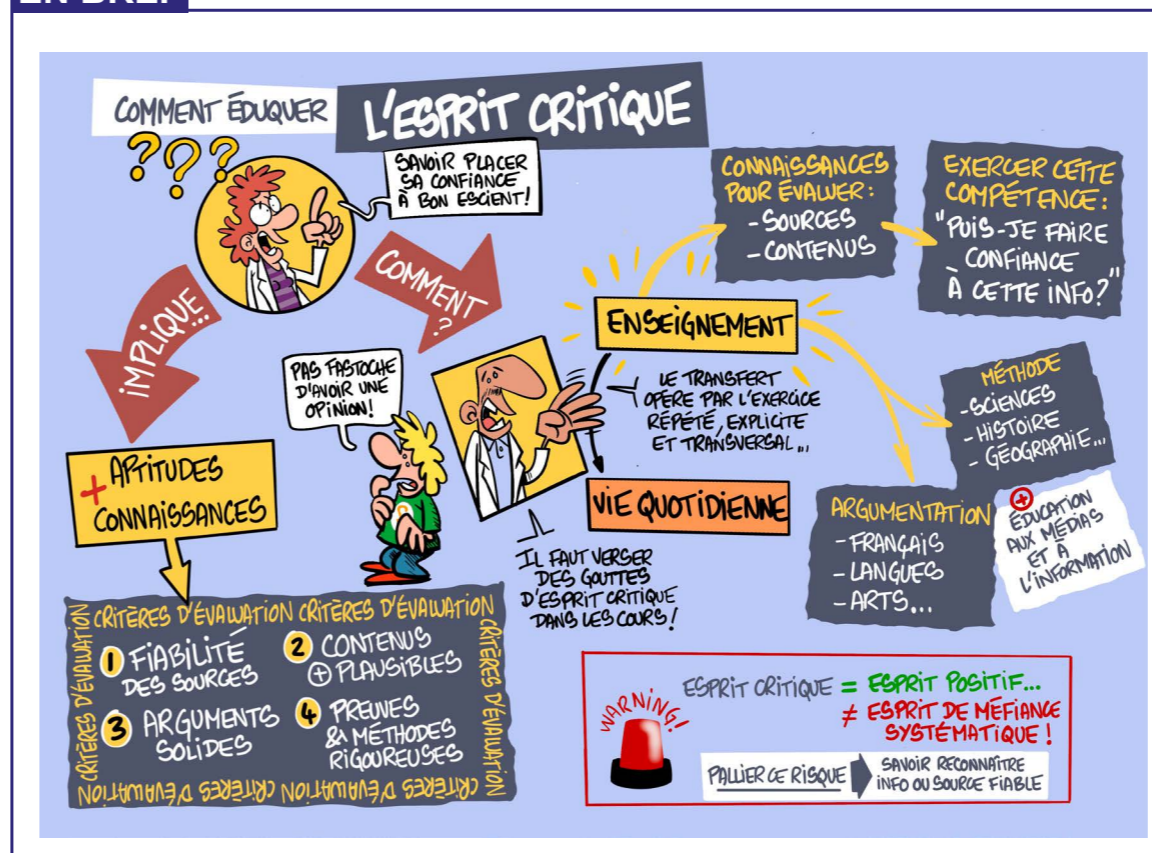 EN BREF
COMMENT ÉDUQUER
L'ESPRIT CRITIQUE
???
SAVOIR PLACER
SA CONFIANCE
À BON ESCIENT!
IMPLIQUE...
COMMENT
?
+ APTITUDES
CONNAISSANCES
CRITÈRES D'ÉVALUATION CRITÈRES D'ÉVALUATION
CRITÈRES D'ÉVALUATION
1 FIABILITÉ
DES SOURCES
2 CONTENUS
+ PLAUSIBLES
3 ARGUMENTS
SOLIDES
4 PREUVES
& MÉTHODES
RIGOUREUSES
CRITÈRES D'ÉVALUATION
CRITÈRES D'ÉVALUATION CRITÈRES D'ÉVALUATION
PAS FASTOCHE
D'AVOIR UNE
OPINION!
ENSEIGNEMENT
LE TRANSFERT
OPÈRE PAR L'EXERCICE
RÉPÉTÉ, EXPLICITE
ET TRANSVERSAL...
VIE QUOTIDIENNE
IL FAUT VERSER
DES GOUTTES
D'ESPRIT CRITIQUE
DANS LES COURS!
CONNAISSANCES
POUR ÉVALUER:
- SOURCES
- CONTENUS
EXERCER CETTE
COMPÉTENCE:
"PUIS-JE FAIRE
CONFIANCE
À CETTE INFO?"
MÉTHODE
- SCIENCES
- HISTOIRE
- GÉOGRAPHIE...
ARGUMENTATION
- FRANÇAIS
- LANGUES
- ARTS...
+
ÉDUCATION
AUX MÉDIAS
ET À
L'INFORMATION
WARNING!
ESPRIT CRITIQUE = ESPRIT POSITIF...
≠ ESPRIT DE MÉFIANCE
SYSTÉMATIQUE!
PALLIER CE RISQUE
SAVOIR RECONNAÎTRE
INFO OU SOURCE FIABLE